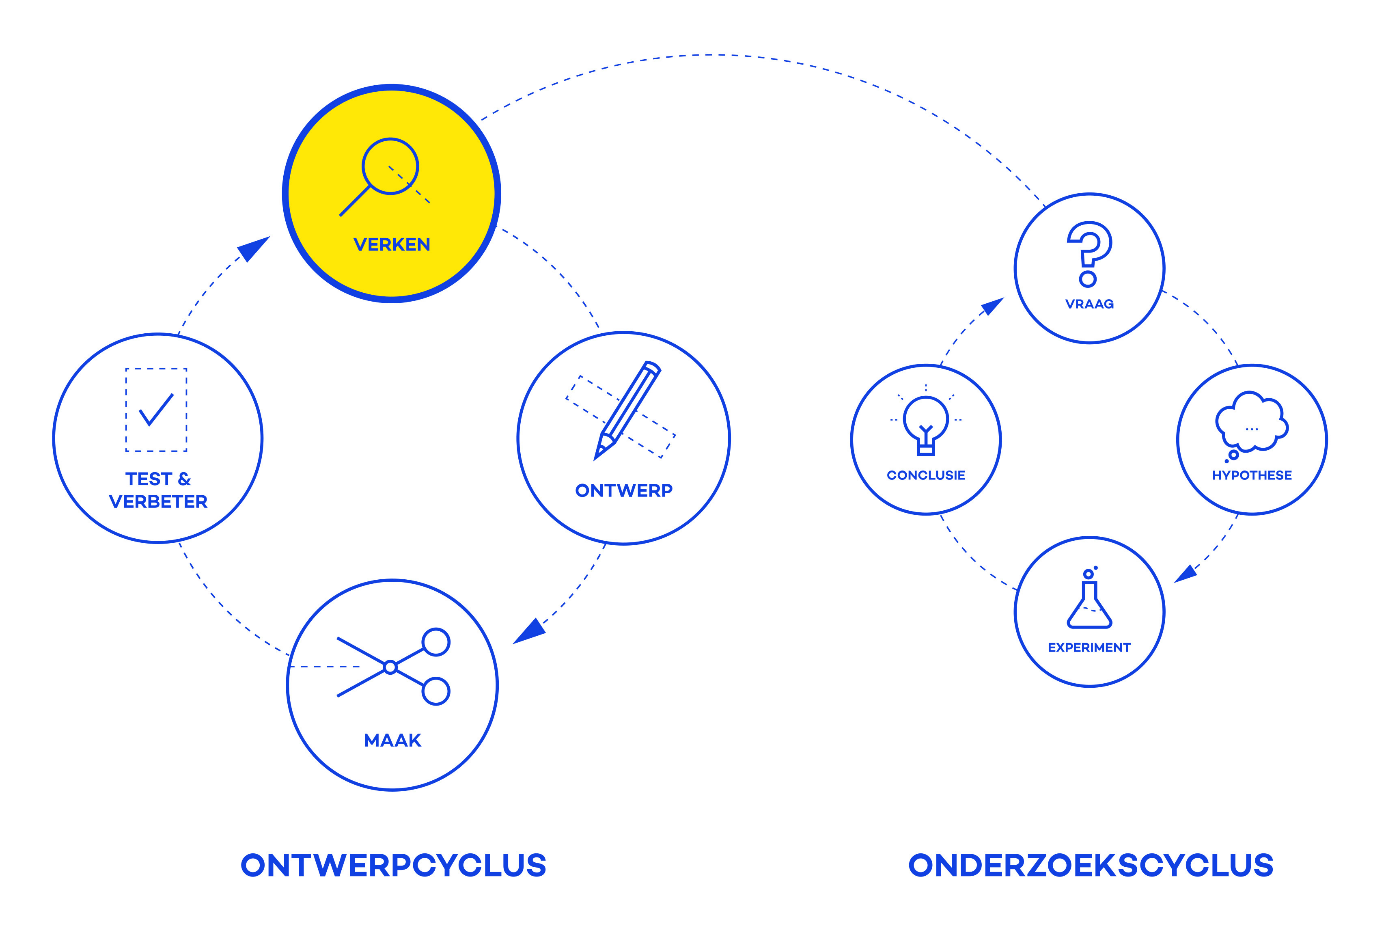 VERKEN
ONTWERP
MAAK
TEST &
VERBETER
ONTWERPCYCLUS
VRAAG
HYPOTHESE
EXPERIMENT
CONCLUSIE
ONDERZOEKSCYCLUS